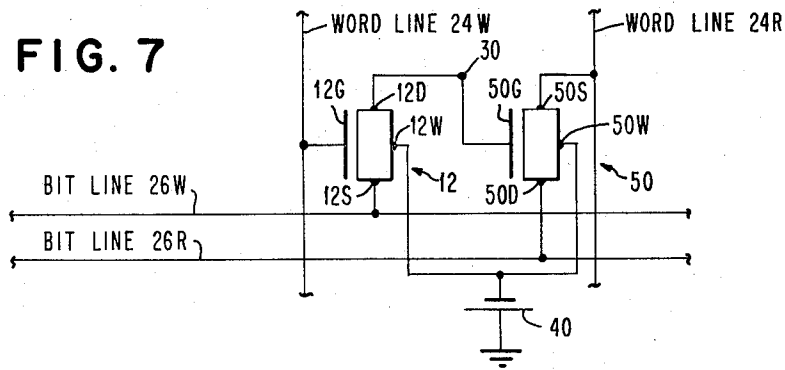 FIG. 7
WORD LINE 24W
WORD LINE 24R
30
12G
12D
50G
50S
12W
50W
12S
12
50D
50
BIT LINE 26W
BIT LINE 26R
40